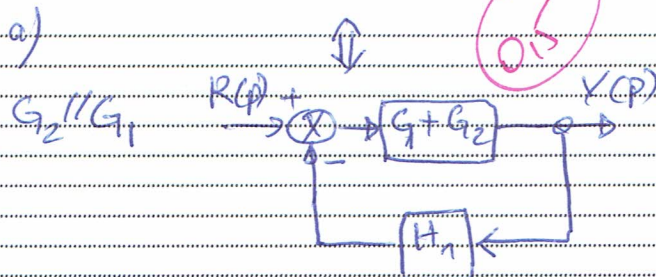 a)
0,5
G₂//G₁ R(p) + G₁+G₂ Y(p)
-
H₁